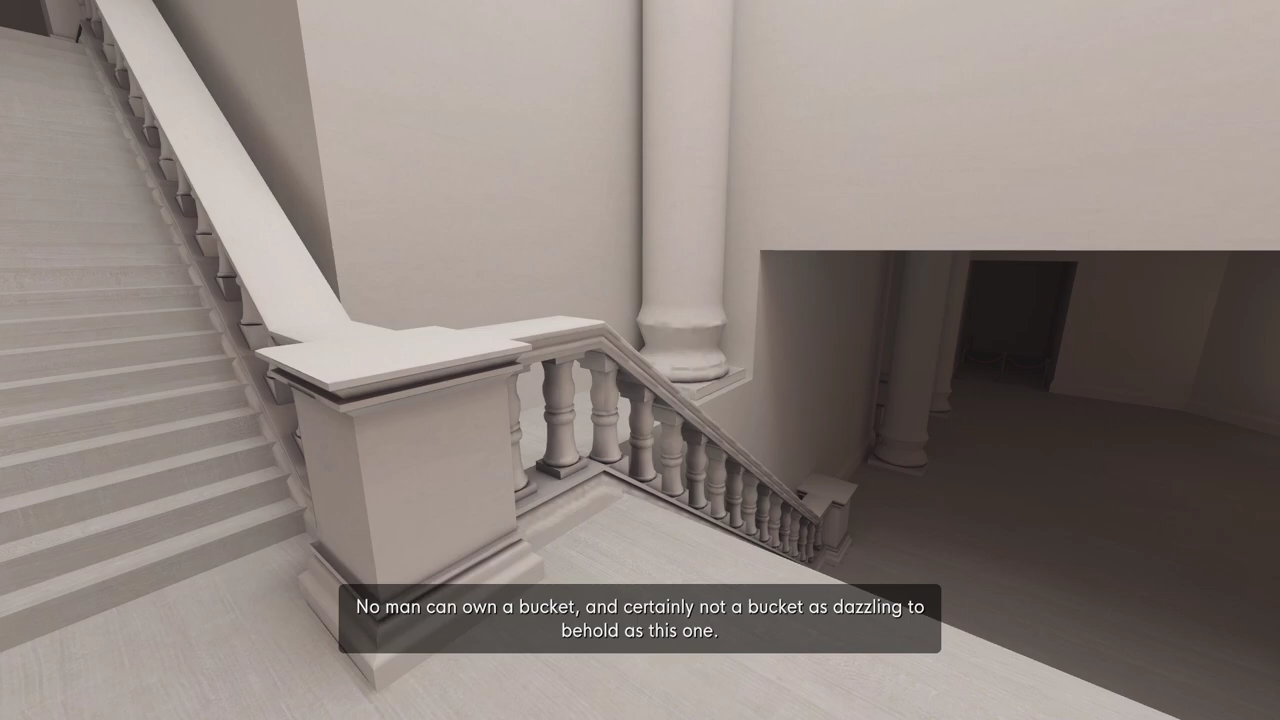 No man can own a bucket, and certainly not a bucket as dazzling to
behold as this one.